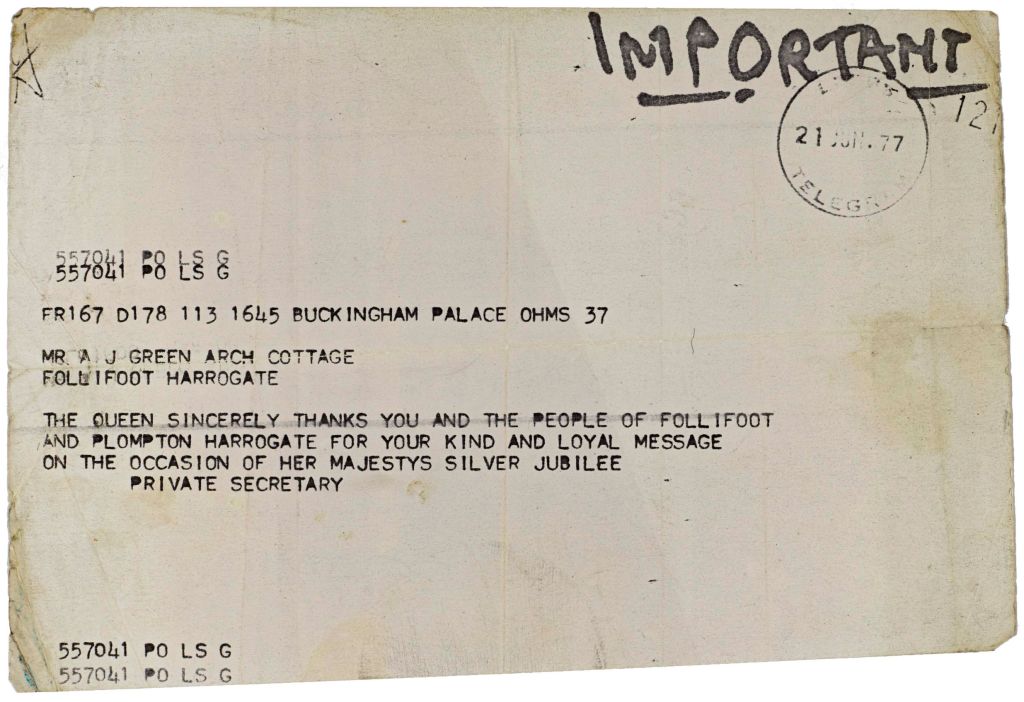 IMPORTANT
121
21 JUN. 77
TELEGRAM
557041 PO LS G
557041 PO LS G
FR167 D178 113 1645 BUCKINGHAM PALACE OHMS 37
MR A J GREEN ARCH COTTAGE
FOLLIFOOT HARROGATE
THE QUEEN SINCERELY THANKS YOU AND THE PEOPLE OF FOLLIFOOT
AND PLOMPTON HARROGATE FOR YOUR KIND AND LOYAL MESSAGE
ON THE OCCASION OF HER MAJESTYS SILVER JUBILEE
PRIVATE SECRETARY
557041 PO LS G
557041 PO LS G